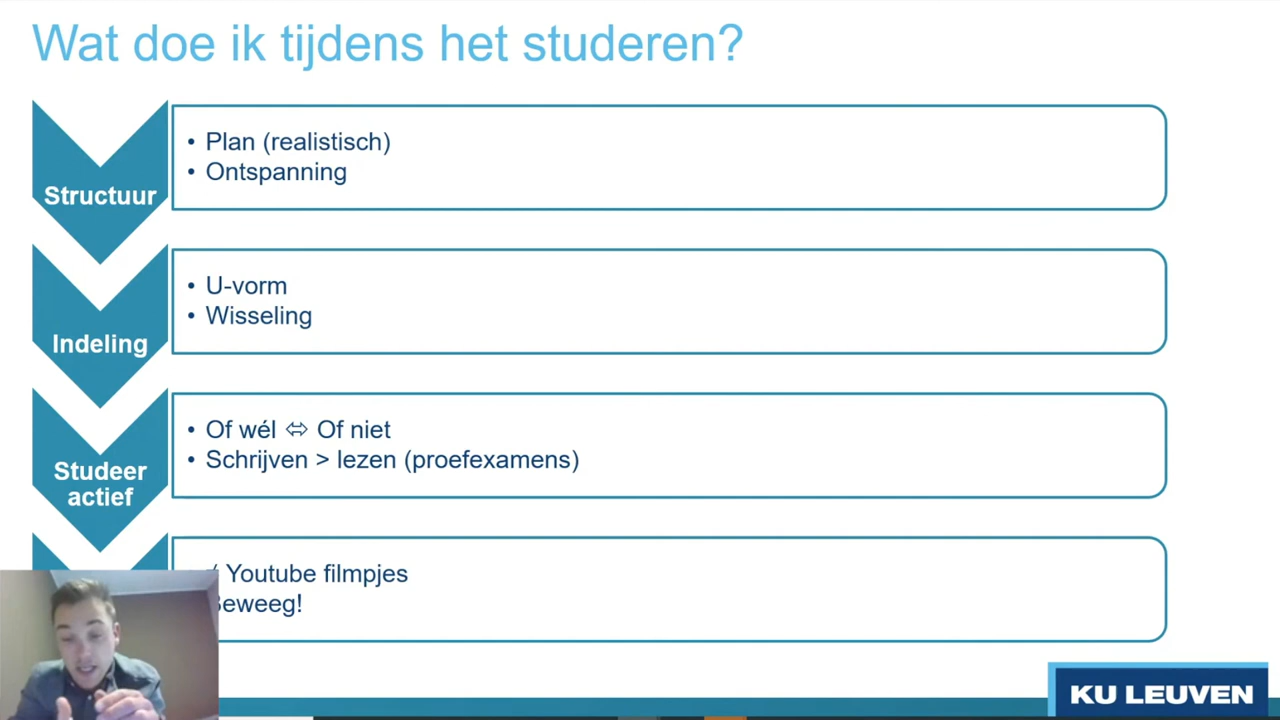 Wat doe ik tijdens het studeren?
Structuur
• Plan (realistisch)
• Ontspanning
Indeling
• U-vorm
• Wisseling
Studeer
actief
• Of wél ⬄ Of niet
• Schrijven > lezen (proefexamens)
Youtube filmpjes
Beweeg!
KU LEUVEN